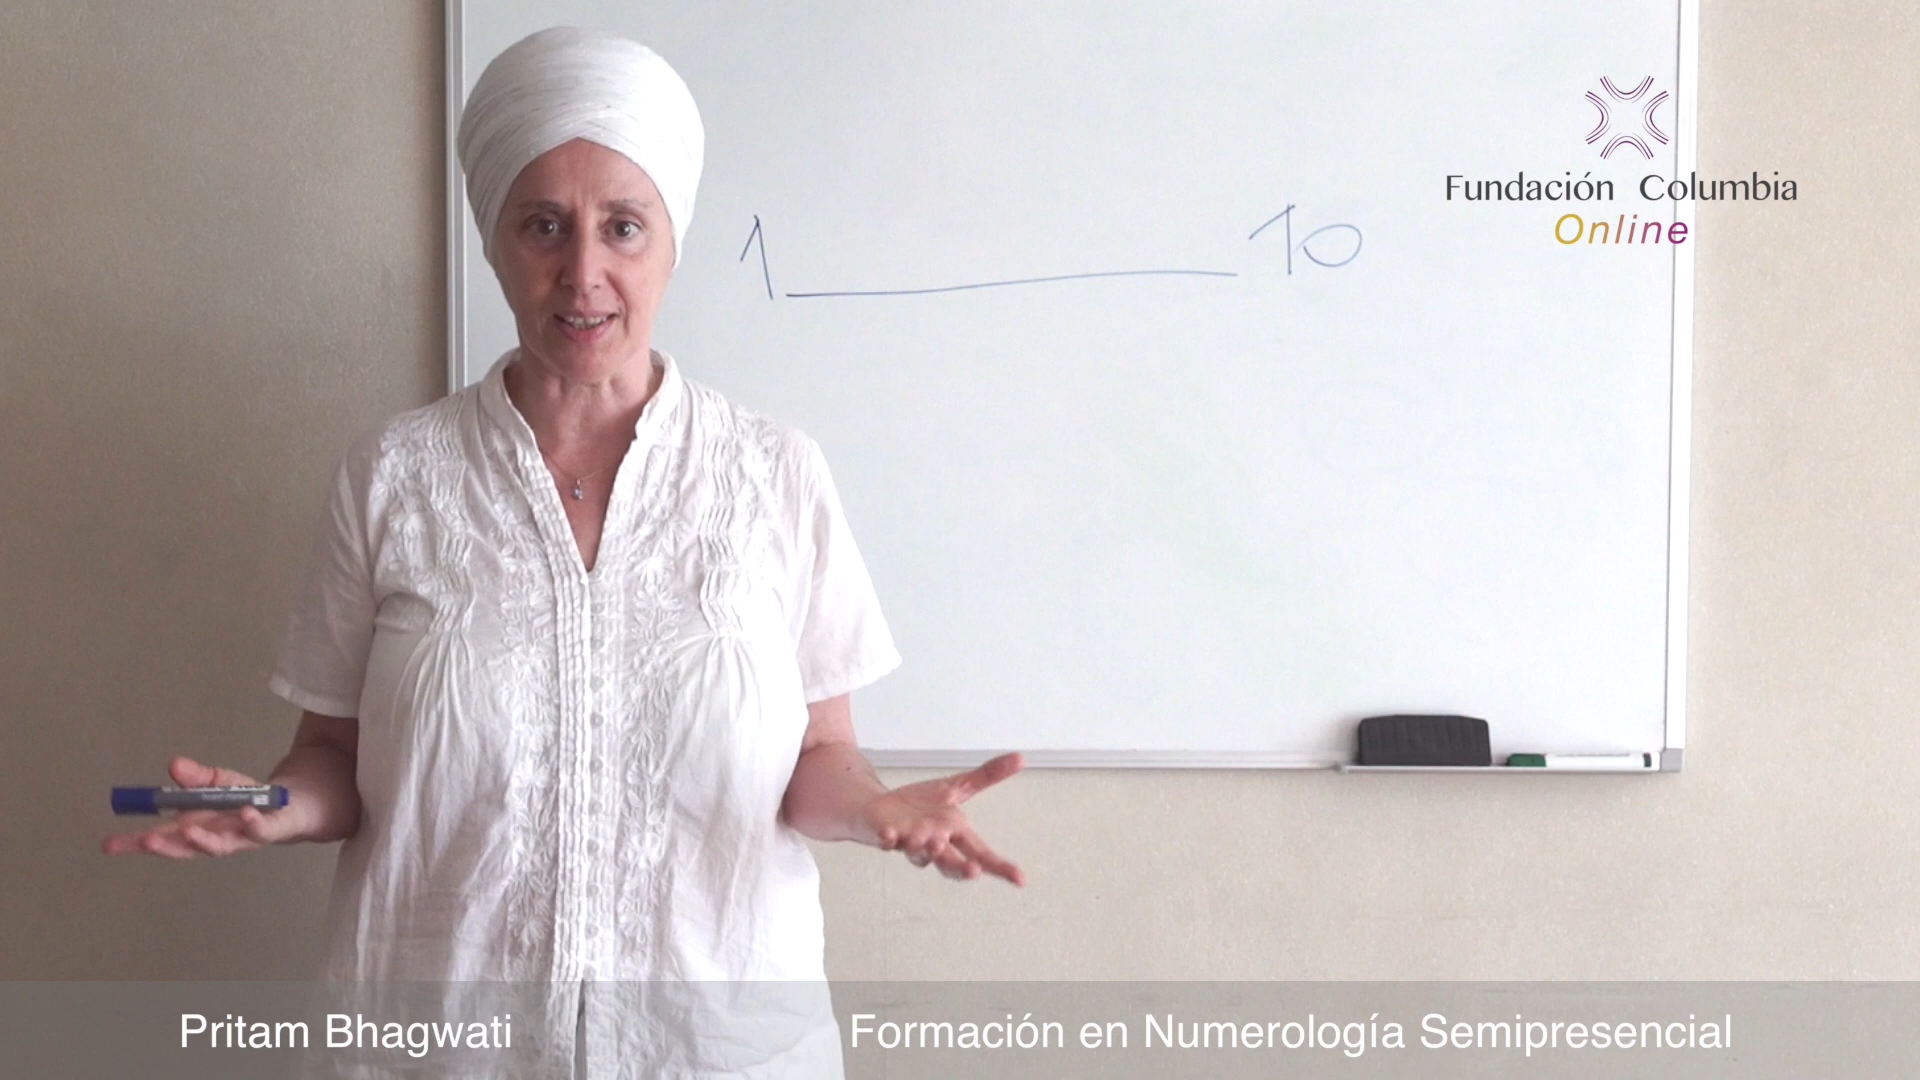 1 10
Fundación Columbia
Online
Pritam Bhagwati
Formación en Numerología Semipresencial